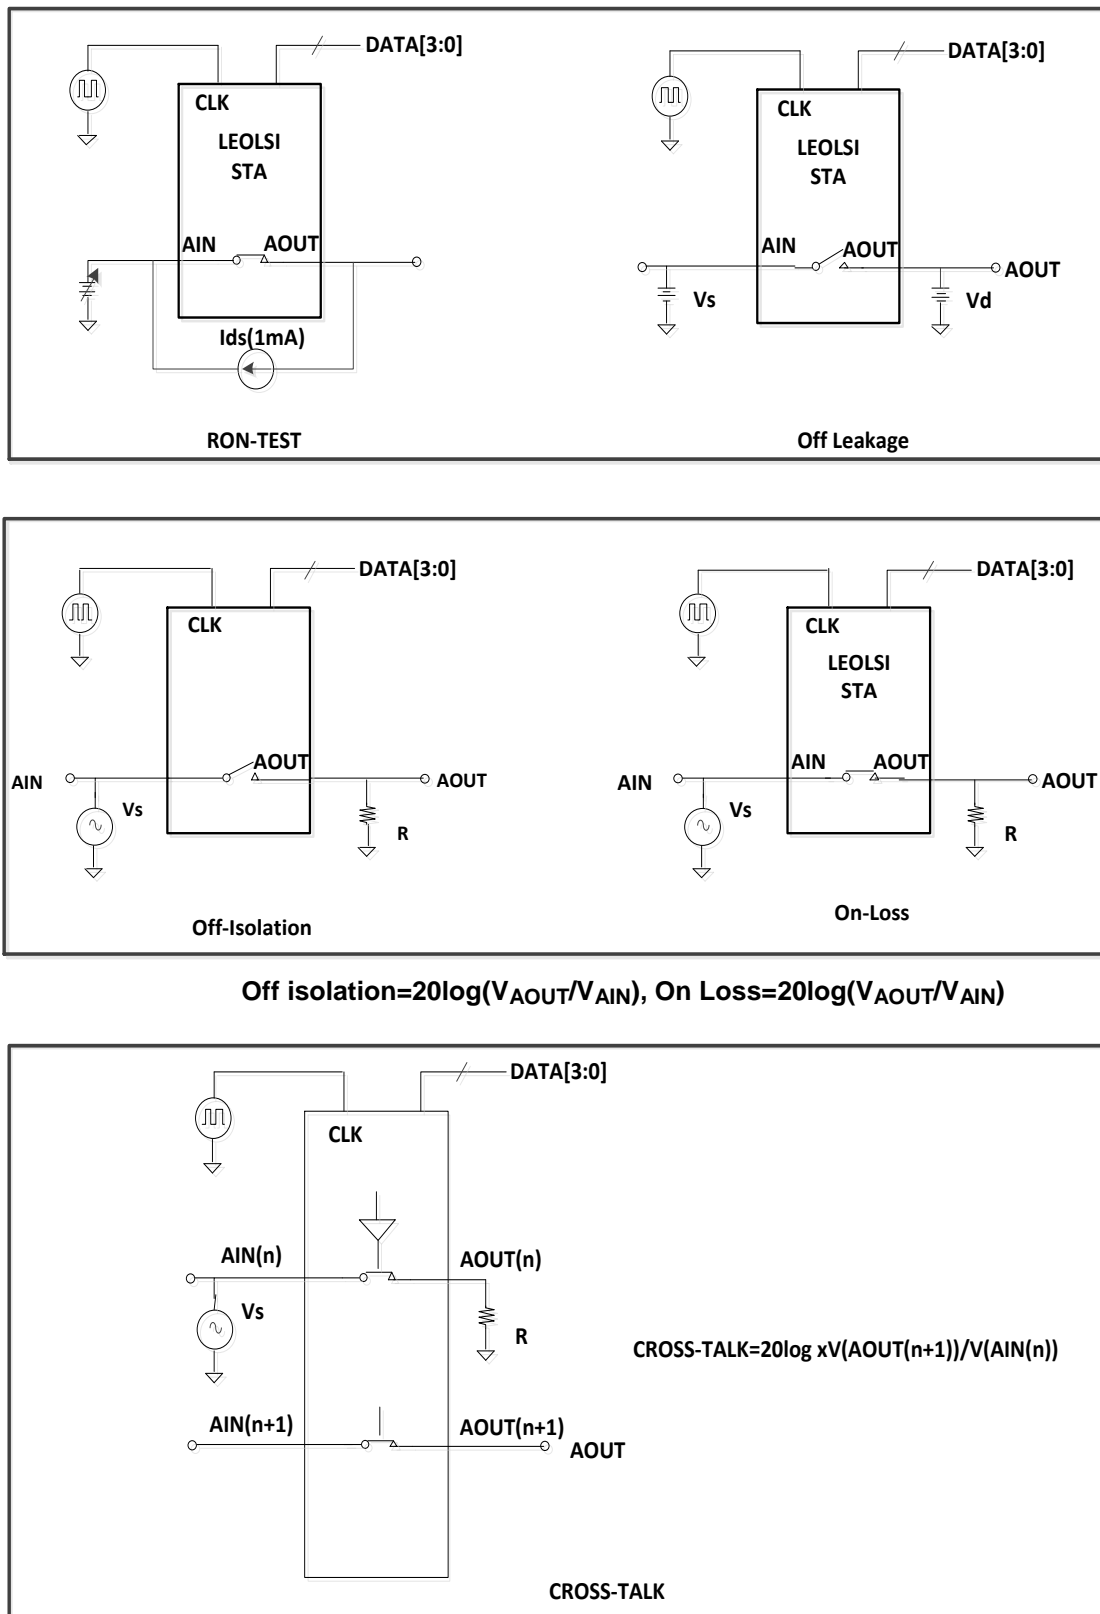 DATA[3:0]
CLK
LEOLSI
STA
AIN
AOUT
Ids(1mA)
RON-TEST
DATA[3:0]
CLK
LEOLSI
STA
AIN
AOUT
AOUT
Vs
Vd
Off Leakage
DATA[3:0]
CLK
AOUT
AIN
AOUT
Vs
R
Off-Isolation
DATA[3:0]
CLK
LEOLSI
STA
AIN
AOUT
AIN
AOUT
Vs
R
On-Loss
Off isolation=20log(VAOUT/VAIN), On Loss=20log(VAOUT/VAIN)
DATA[3:0]
CLK
AIN(n)
AOUT(n)
Vs
R
CROSS-TALK=20log xV(AOUT(n+1))/V(AIN(n))
AIN(n+1)
AOUT(n+1)
AOUT
CROSS-TALK